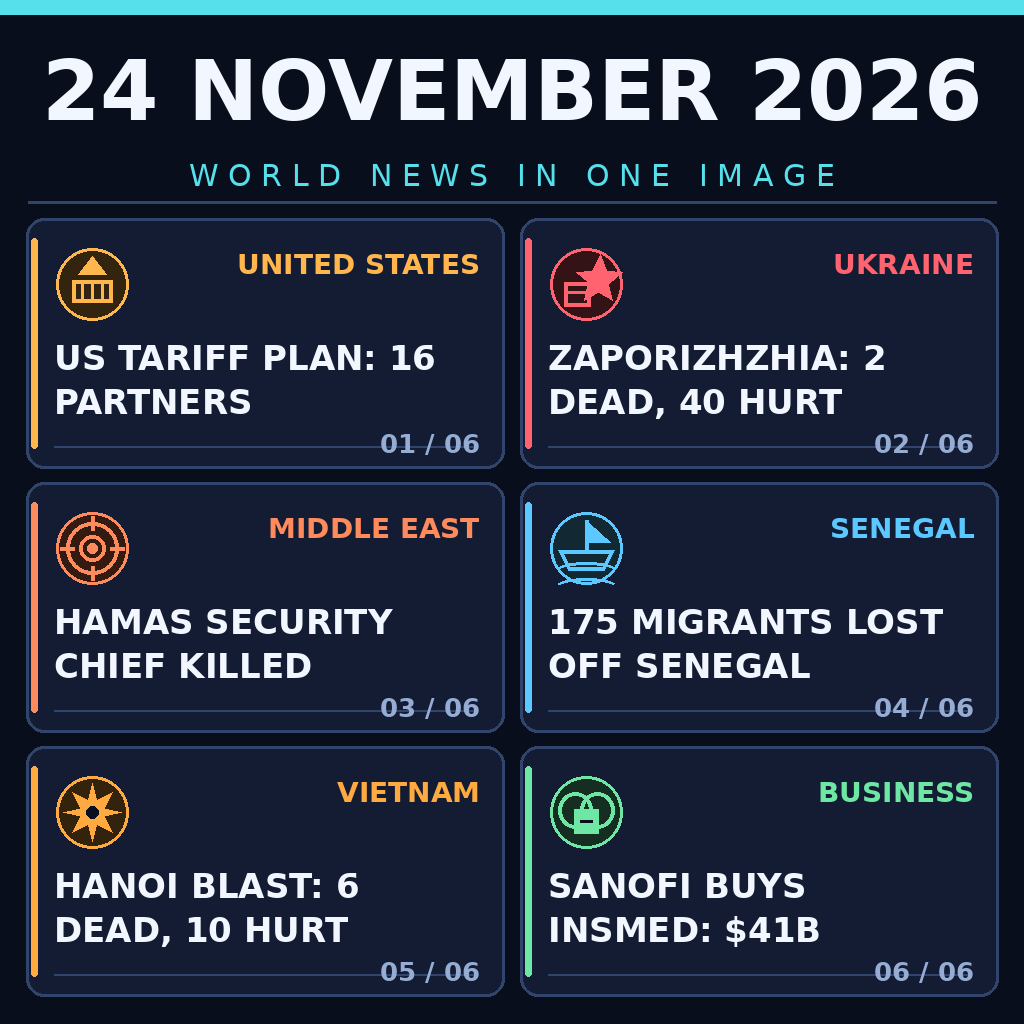 24 NOVEMBER 2026
WORLD NEWS IN ONE IMAGE
UNITED STATES
US TARIFF PLAN: 16
PARTNERS
01 / 06
UKRAINE
ZAPORIZHZHIA: 2
DEAD, 40 HURT
02 / 06
MIDDLE EAST
HAMAS SECURITY
CHIEF KILLED
03 / 06
SENEGAL
175 MIGRANTS LOST
OFF SENEGAL
04 / 06
VIETNAM
HANOI BLAST: 6
DEAD, 10 HURT
05 / 06
BUSINESS
SANOFI BUYS
INSMED: $41B
06 / 06